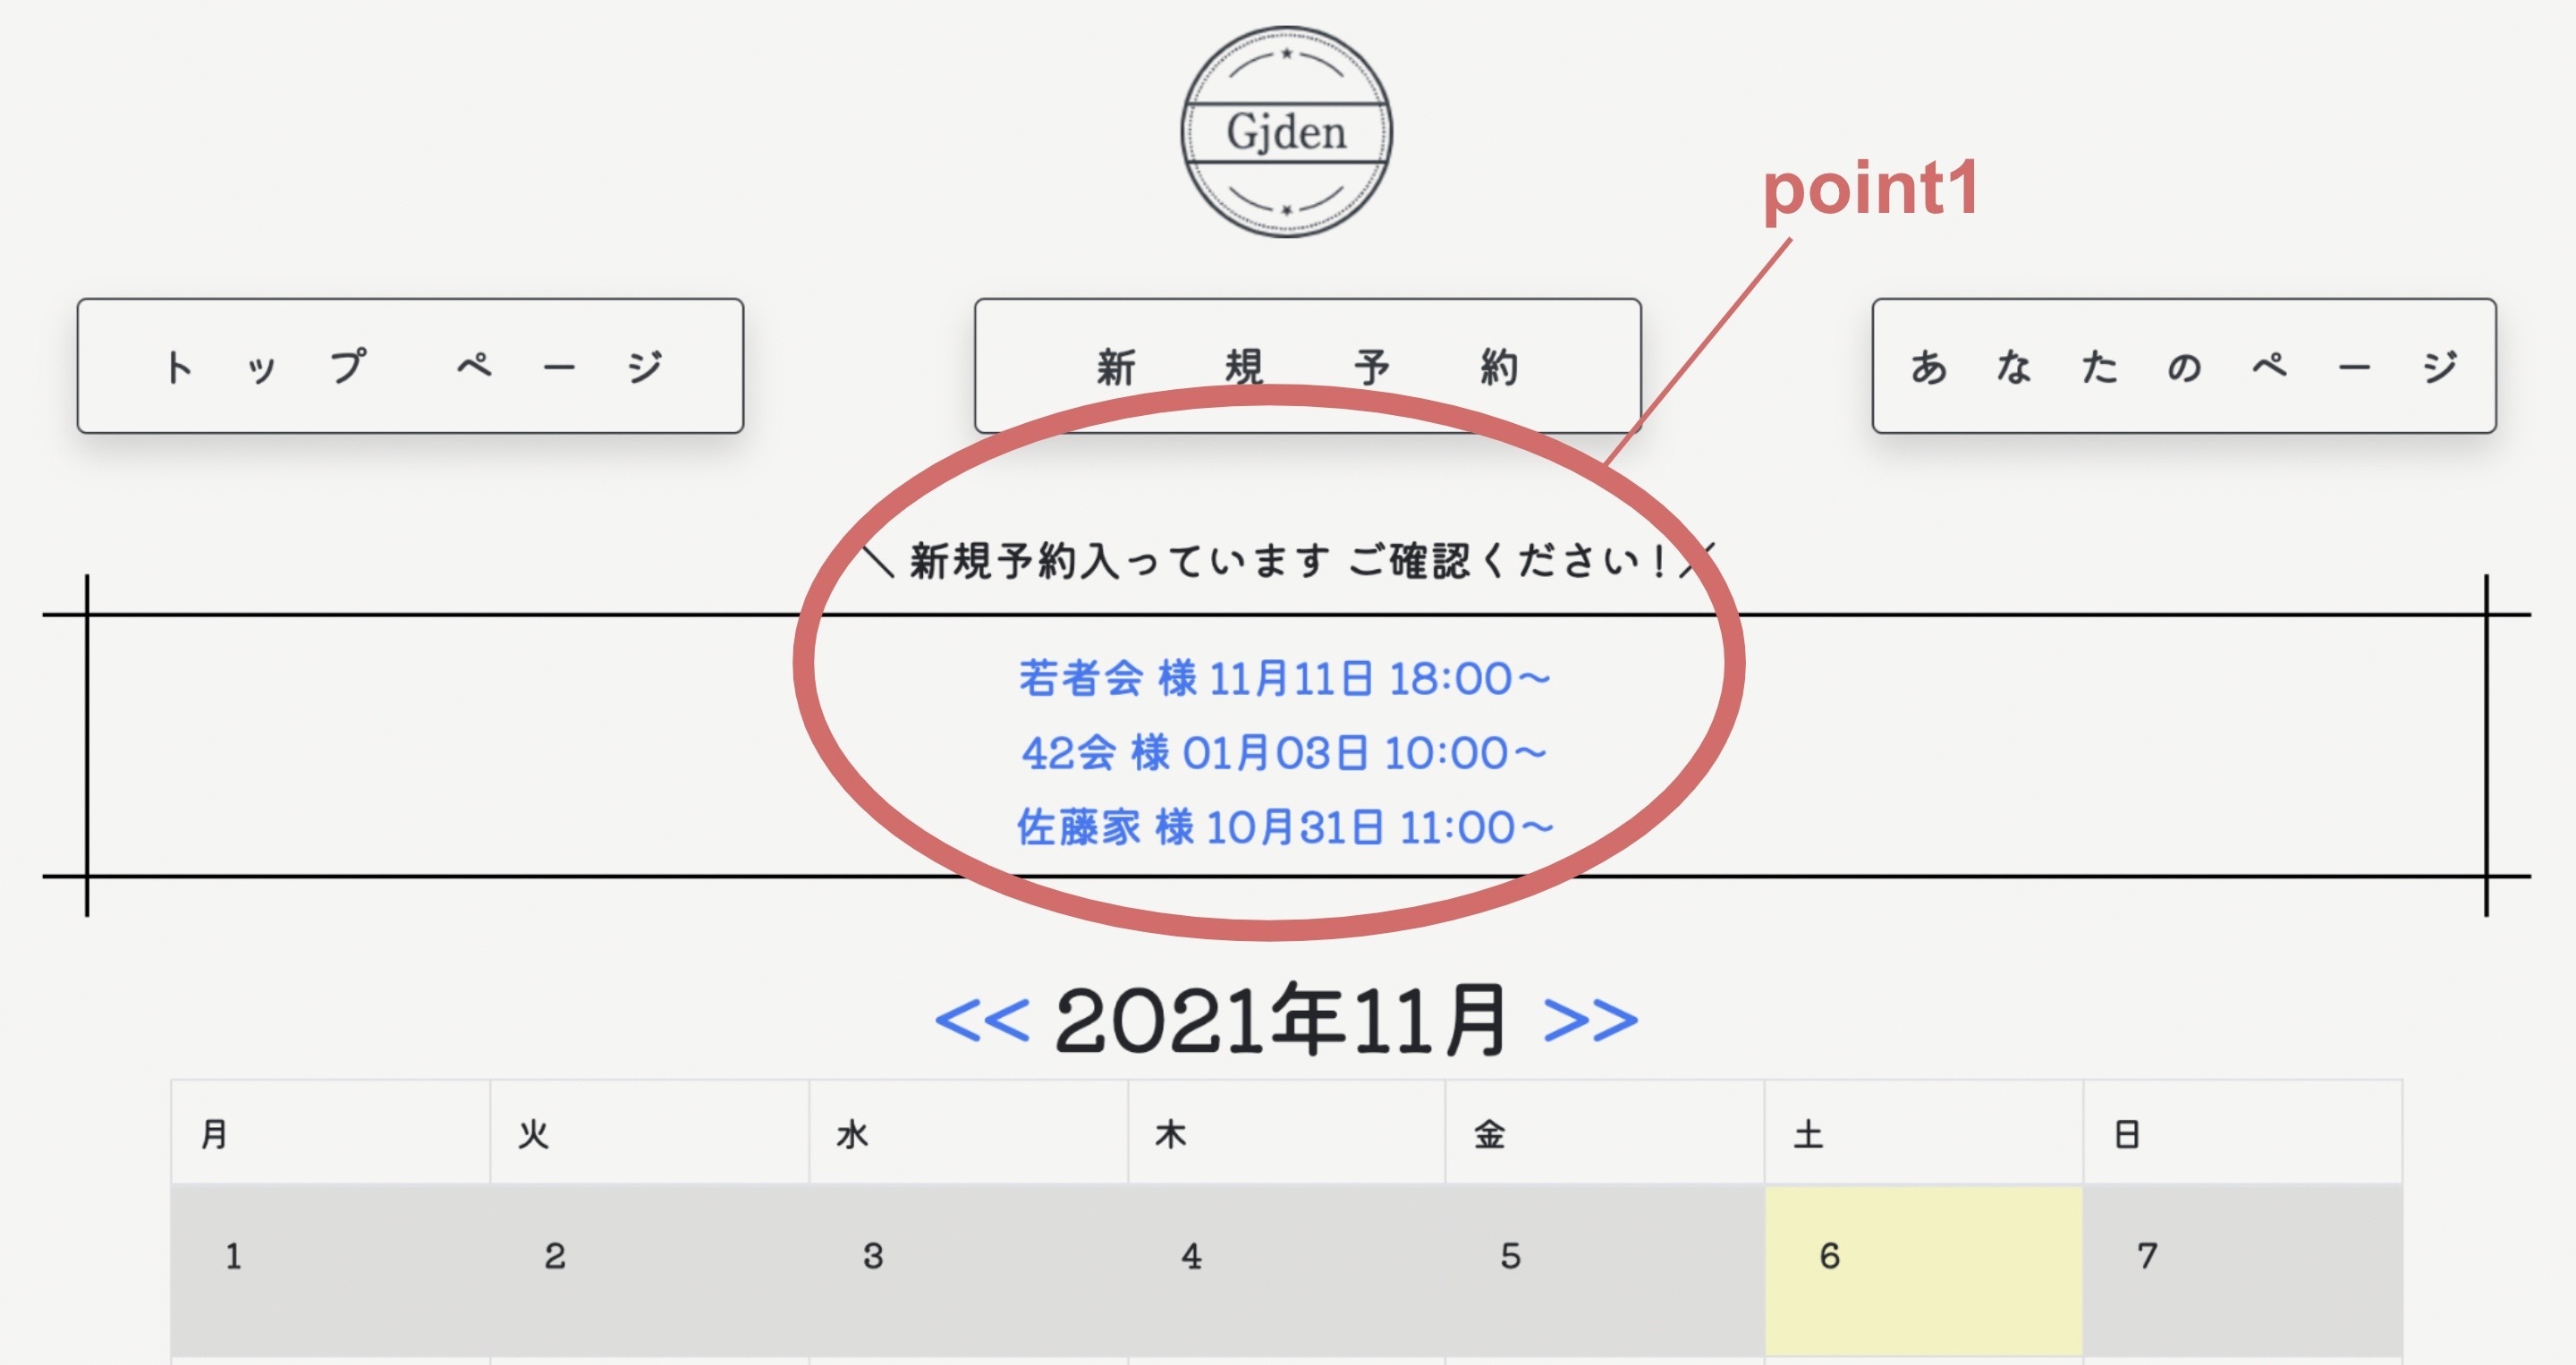 Gjden
point1
トップ ページ
新規予約
あなたのページ
＼ 新規予約入っています ご確認ください！／
若者会 様 11月11日 18:00～
42会 様 01月03日 10:00～
佐藤家 様 10月31日 11:00～
<< 2021年11月 >>
月 火 水 木 金 土 日
1 2 3 4 5 6 7